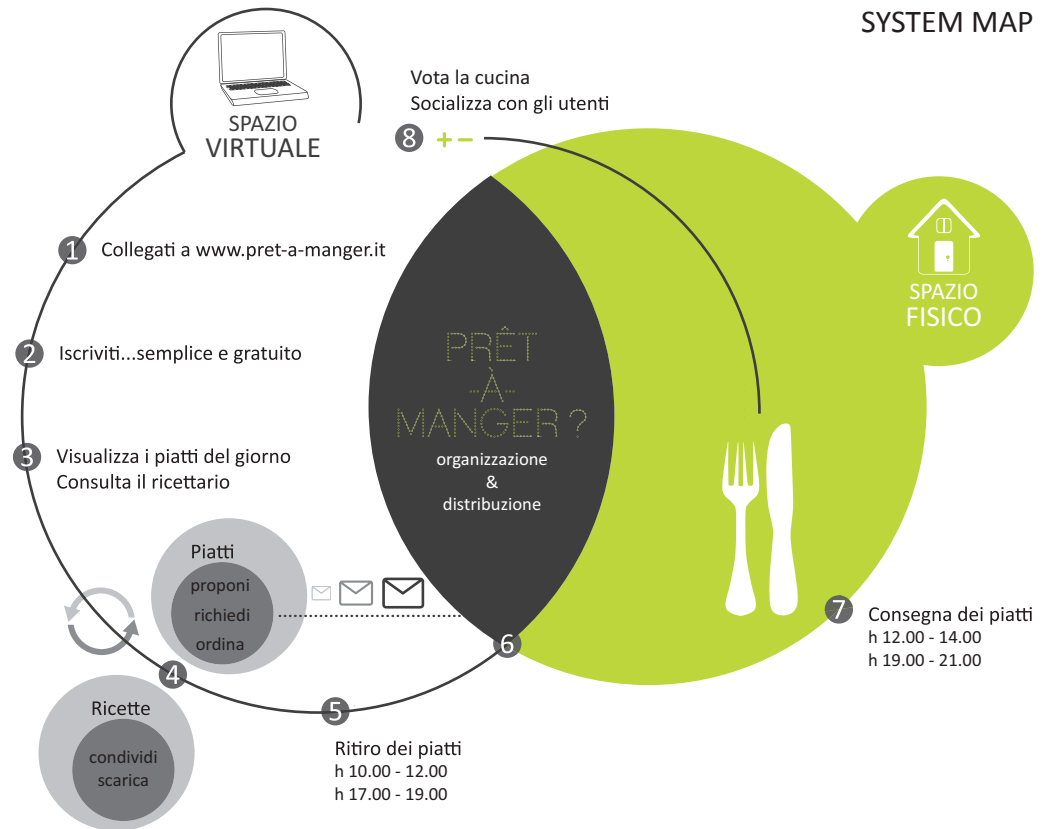 SYSTEM MAP
SPAZIO
VIRTUALE
Vota la cucina
Socializza con gli utenti
8 + −
1 Collegati a www.pret-a-manger.it
2 Iscriviti...semplice e gratuito
3 Visualizza i piatti del giorno
Consulta il ricettario
SPAZIO
FISICO
PRÊT
-À-
MANGER ?
organizzazione
&
distribuzione
Piatti
proponi
richiedi
ordina
4
Ricette
condividi
scarica
5
Ritiro dei piatti
h 10.00 - 12.00
h 17.00 - 19.00
6
7 Consegna dei piatti
h 12.00 - 14.00
h 19.00 - 21.00